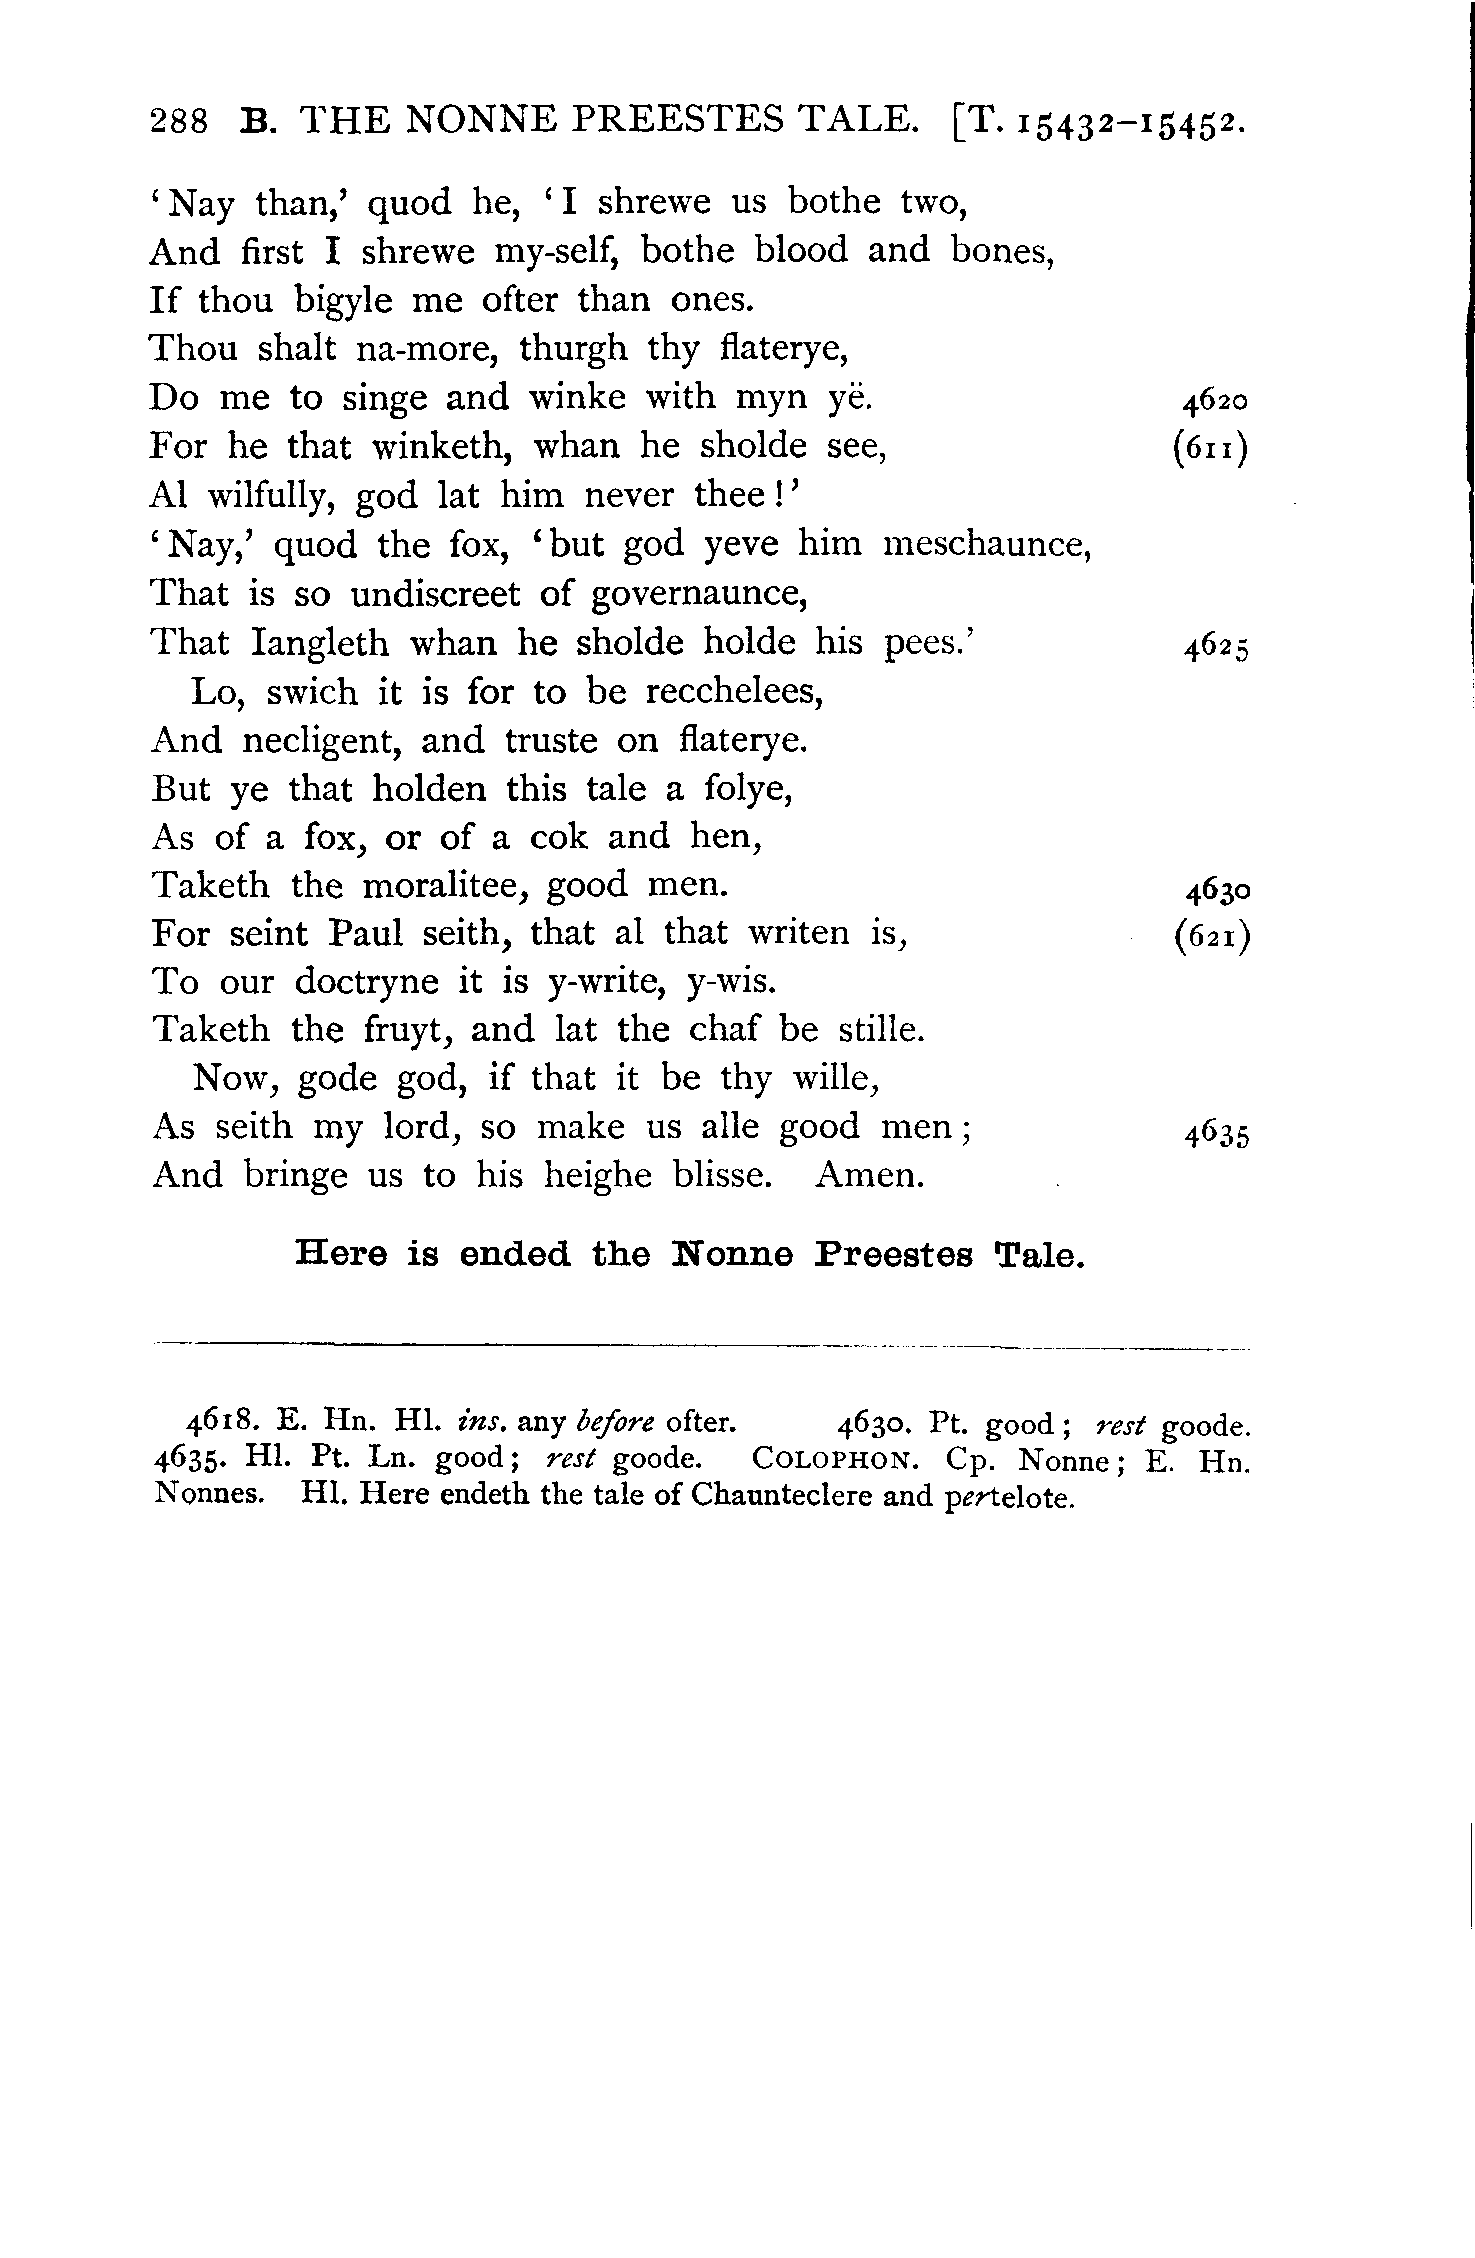 288 B. THE NONNE PREESTES TALE. [T. 15432–15452.
‘Nay than,’ quod he, ‘I shrewe us bothe two,
And first I shrewe my-self, bothe blood and bones,
If thou bigyle me ofter than ones.
Thou shalt na-more, thurgh thy flaterye,
Do me to singe and winke with myn yë. 4620
For he that winketh, whan he sholde see, (611)
Al wilfully, god lat him never thee!’
‘Nay,’ quod the fox, ‘but god yeve him meschaunce,
That is so undiscreet of governaunce,
That Iangleth whan he sholde holde his pees.’ 4625
Lo, swich it is for to be recchelees,
And necligent, and truste on flaterye.
But ye that holden this tale a folye,
As of a fox, or of a cok and hen,
Taketh the moralitee, good men. 4630
For seint Paul seith, that al that writen is, (621)
To our doctryne it is y-write, y-wis.
Taketh the fruyt, and lat the chaf be stille.
Now, gode god, if that it be thy wille,
As seith my lord, so make us alle good men; 4635
And bringe us to his heighe blisse. Amen.
Here is ended the Nonne Preestes Tale.
4618. E. Hn. Hl. ins. any before ofter. 4630. Pt. good; rest goode.
4635. Hl. Pt. Ln. good; rest goode. COLOPHON. Cp. Nonne; E. Hn.
Nonnes. Hl. Here endeth the tale of Chaunteclere and pertelote.